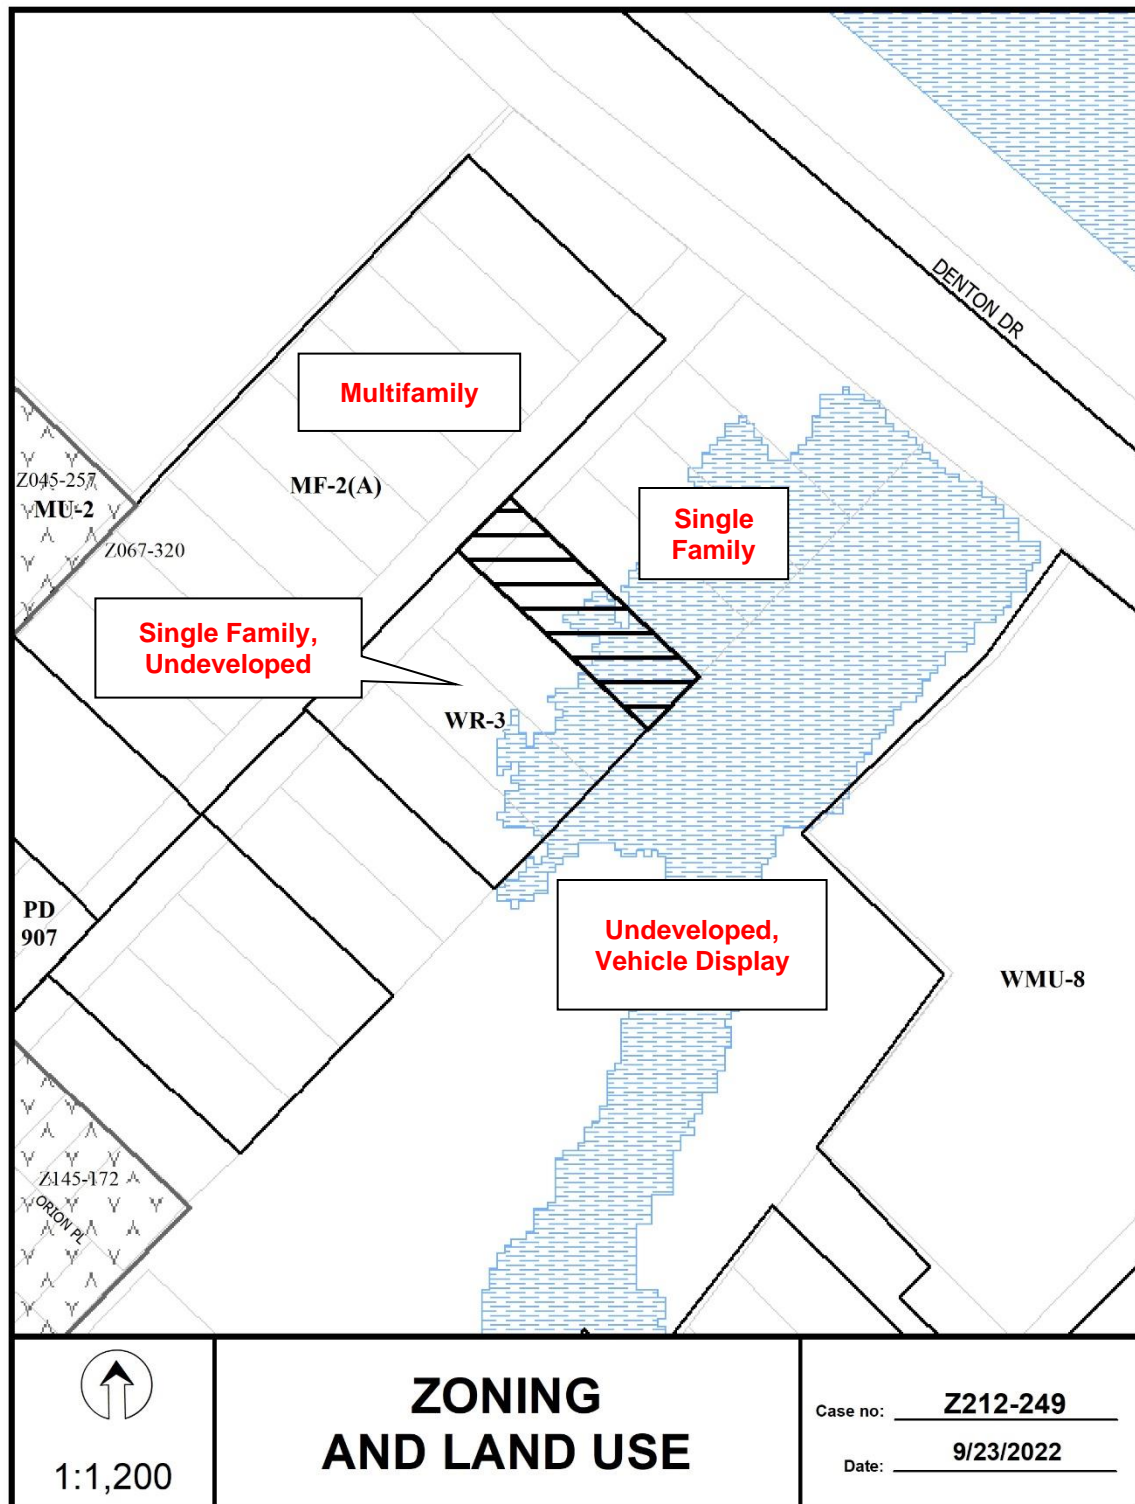 DENTON DR
Multifamily
Z045-257
MU-2
MF-2(A)
Z067-320
Single
Family
Single Family,
Undeveloped
WR-3
PD
907
Undeveloped,
Vehicle Display
WMU-8
Z145-172
ORION PL
1:1,200
ZONING
AND LAND USE
Case no: Z212-249
Date: 9/23/2022